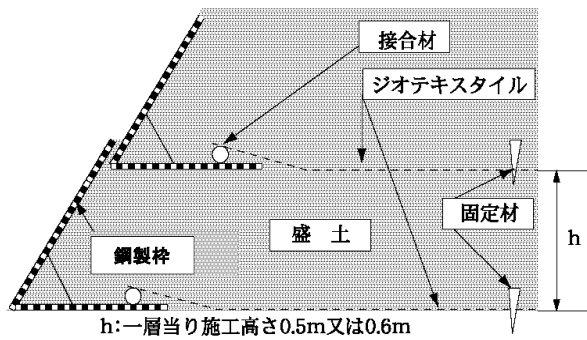 接合材
ジオテキスタイル
固定材
h
盛 土
鋼製枠
h:一層当り施工高さ0.5m又は0.6m